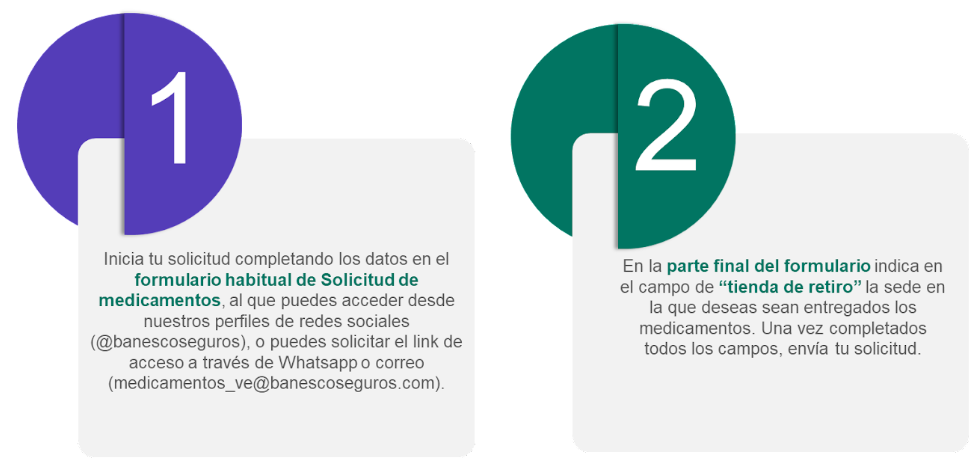 1
Inicia tu solicitud completando los datos en el
formulario habitual de Solicitud de
medicamentos, al que puedes acceder desde
nuestros perfiles de redes sociales
(@banescoseguros), o puedes solicitar el link de
acceso a través de Whatsapp o correo
(medicamentos_ve@banescoseguros.com).
2
En la parte final del formulario indica en
el campo de “tienda de retiro” la sede en
la que deseas sean entregados los
medicamentos. Una vez completados
todos los campos, envía tu solicitud.